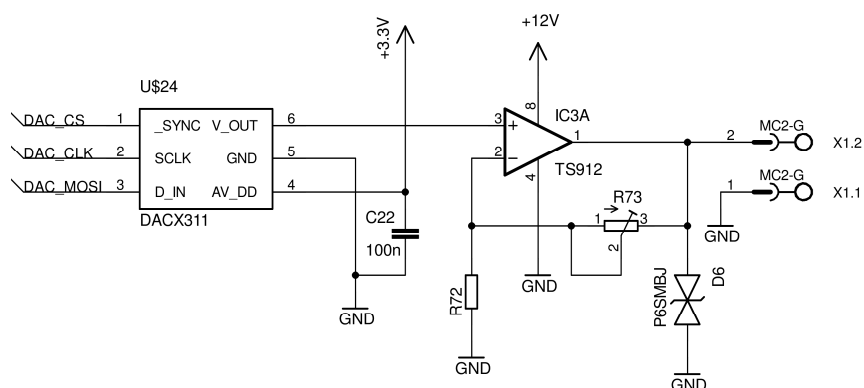 +3.3V
+12V
U$24
DAC_CS 1 _SYNC V_OUT 6
DAC_CLK 2 SCLK GND 5
DAC_MOSI 3 D_IN AV_DD 4
DACX311
C22
100n
GND
3 + 8 IC3A
1
2 − 4 TS912
GND
R72
GND
R73
1 3
2
P6SMBJ D6
GND
2 MC2-G X1.2
1 MC2-G X1.1
GND